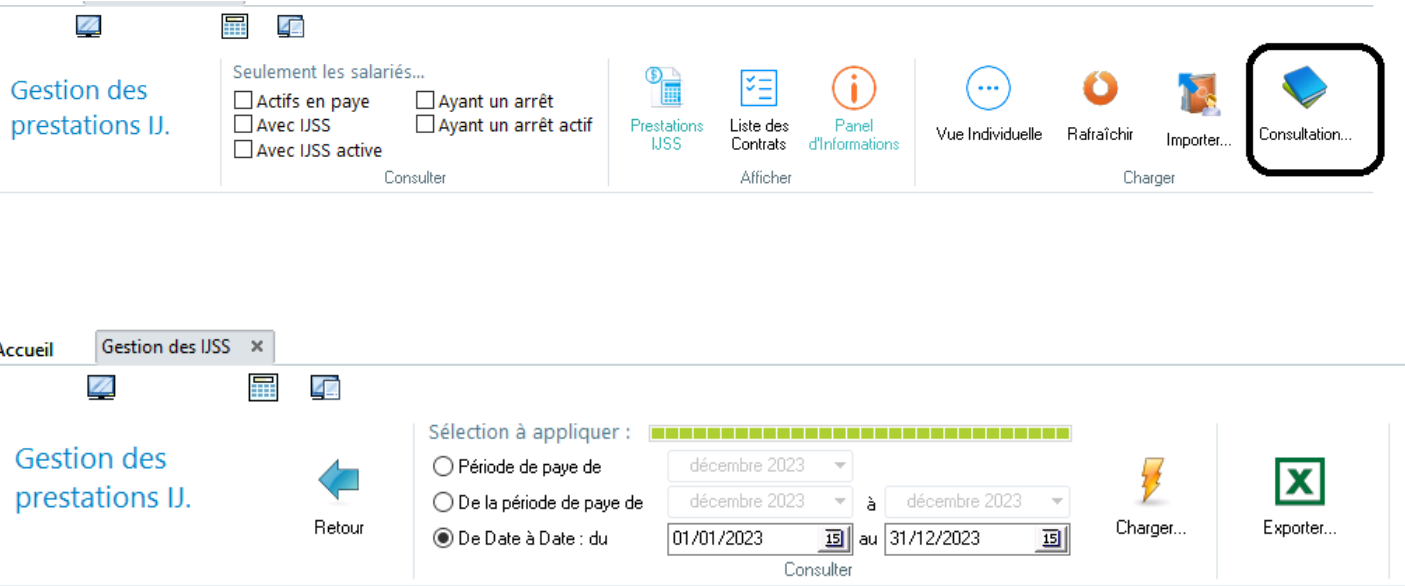 Gestion des
prestations IJ.
Seulement les salariés...
Actifs en paye
Ayant un arrêt
Avec IJSS
Ayant un arrêt actif
Avec IJSS active
Consulter
Prestations
IJSS
Liste des
Contrats
Panel
d'Informations
Afficher
Vue Individuelle
Rafraîchir
Importer...
Consultation...
Charger
Accueil
Gestion des IJSS
Gestion des
prestations IJ.
Retour
Sélection à appliquer :
Période de paye de
décembre 2023
De la période de paye de
décembre 2023
à
décembre 2023
De Date à Date : du
01/01/2023
15
au
31/12/2023
15
Consulter
Charger...
Exporter...